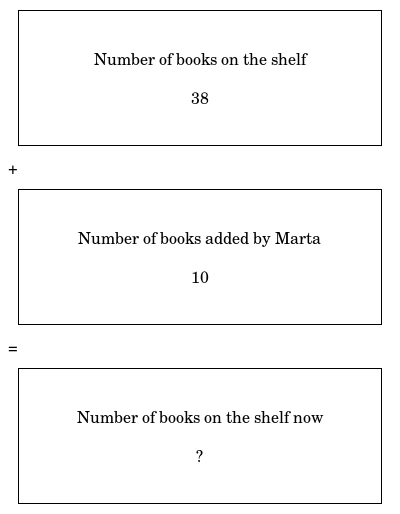 Number of books on the shelf
38
+
Number of books added by Marta
10
=
Number of books on the shelf now
?